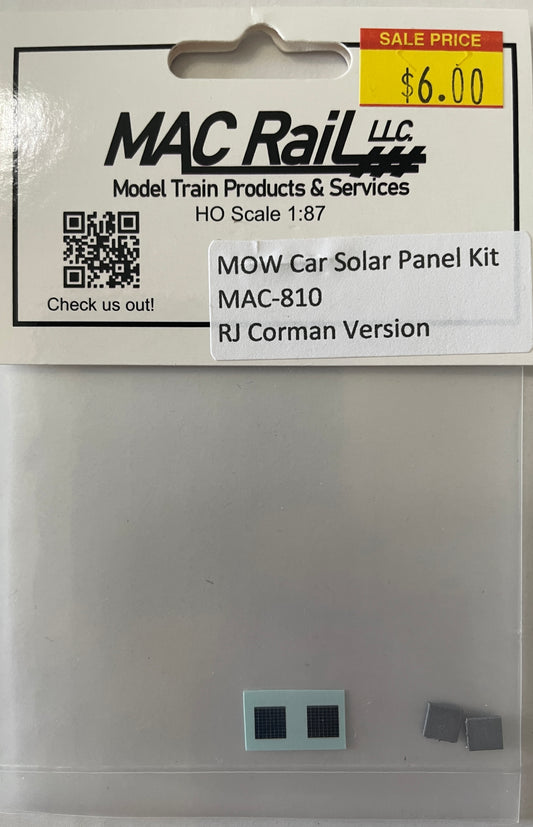 SALE PRICE
$6.00
MAC Rail LLC.
Model Train Products & Services
HO Scale 1:87
Check us out!
MOW Car Solar Panel Kit
MAC-810
RJ Corman Version